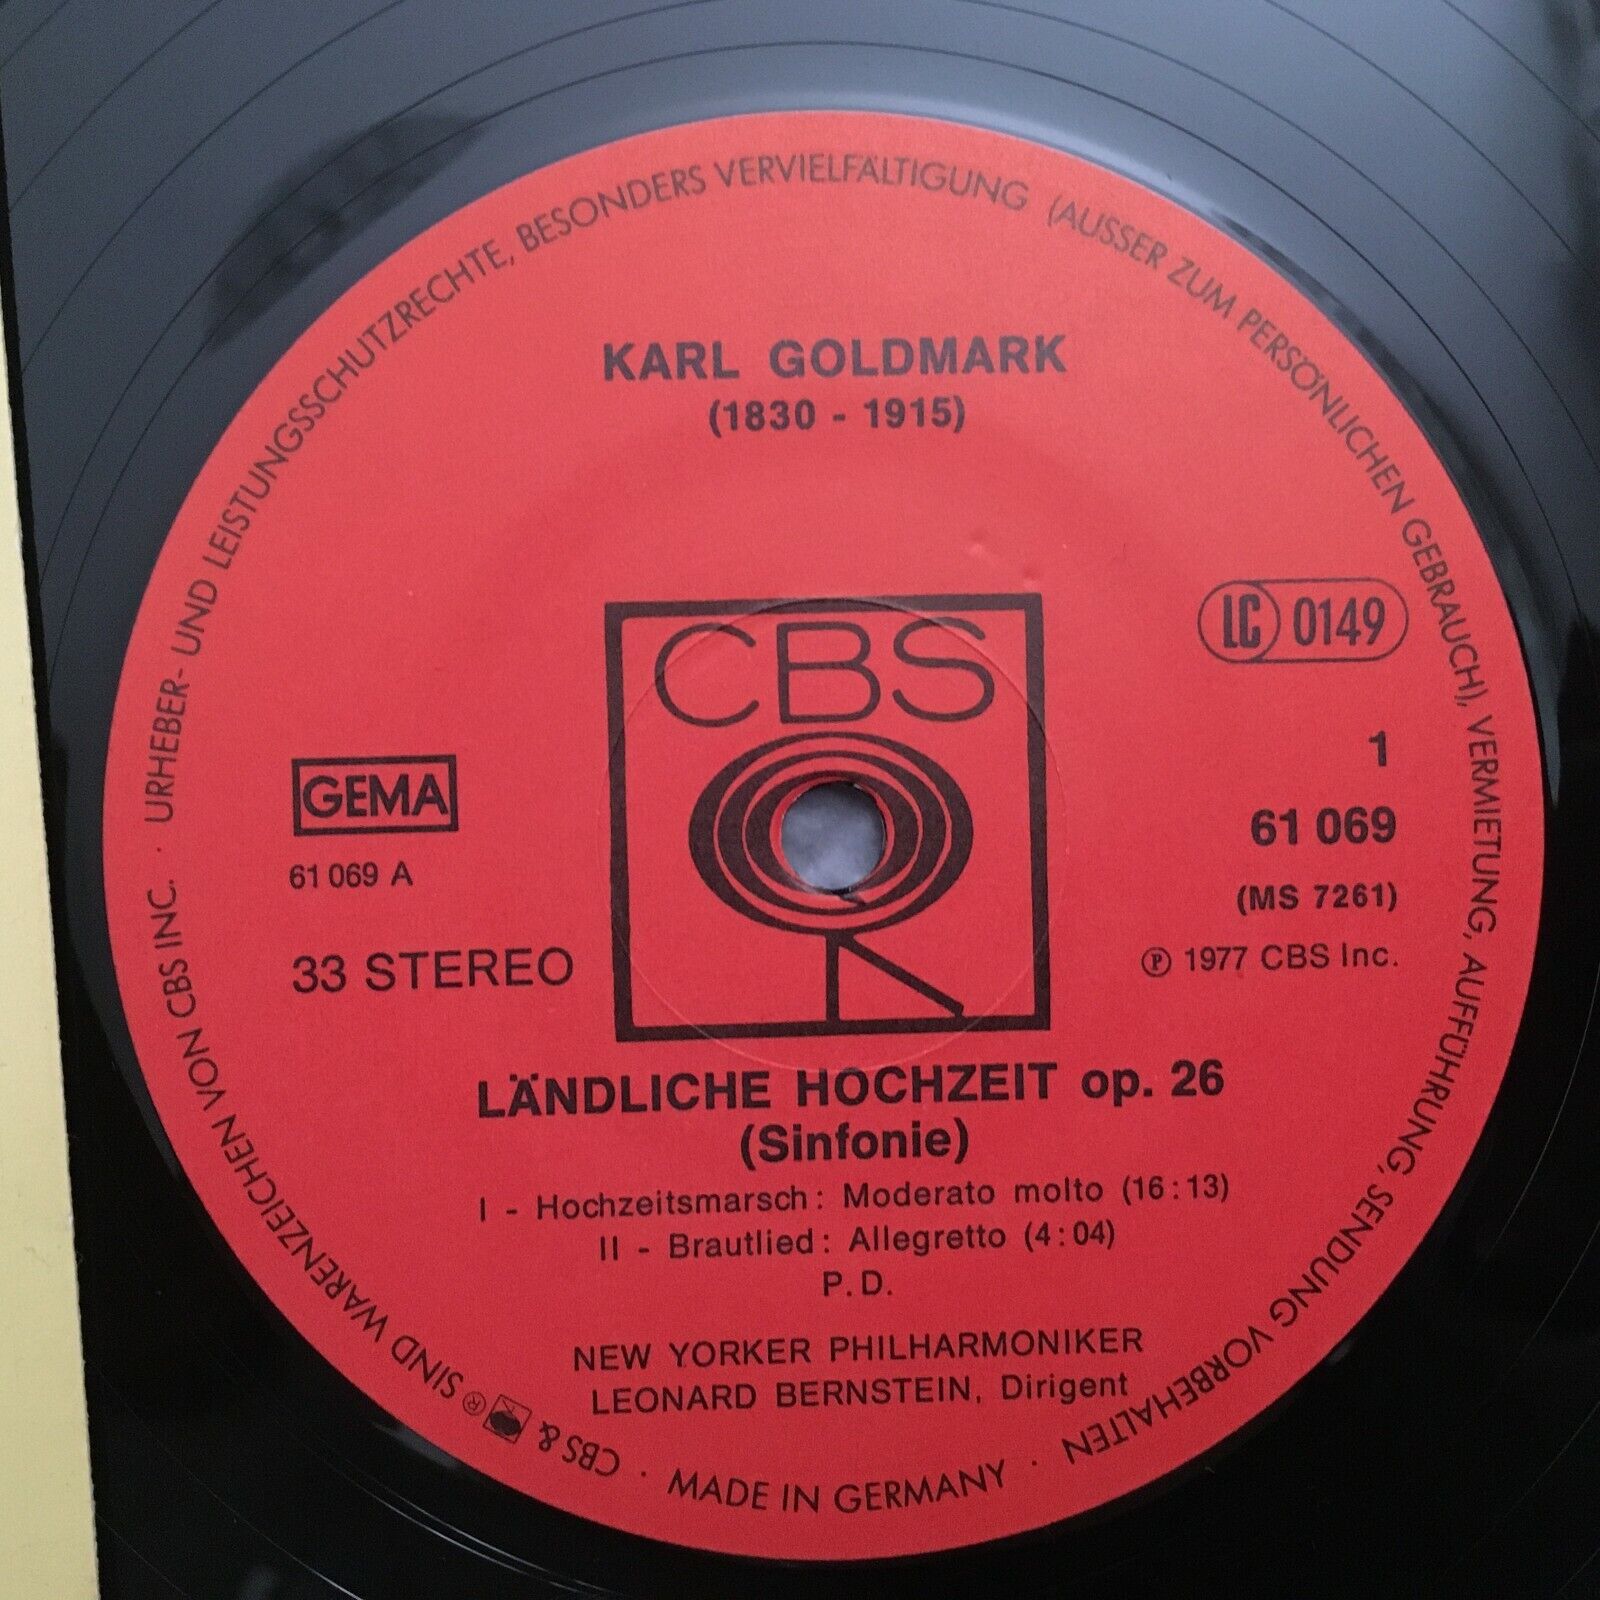 KARL GOLDMARK
(1830 - 1915)
CBS
LC 0149
GEMA
61 069 A
33 STEREO
1
61 069
(MS 7261)
℗ 1977 CBS Inc.
LÄNDLICHE HOCHZEIT op. 26
(Sinfonie)
I - Hochzeitsmarsch: Moderato molto (16:13)
II - Brautlied: Allegretto (4:04)
P.D.
NEW YORKER PHILHARMONIKER
LEONARD BERNSTEIN, Dirigent
CBS & ® SIND WARENZEICHEN VON CBS INC. · URHEBER- UND LEISTUNGSSCHUTZRECHTE, BESONDERS VERVIELFÄLTIGUNG (AUSSER ZUM PERSÖNLICHEN GEBRAUCH), VERMIETUNG, AUFFÜHRUNG, SENDUNG VORBEHALTEN · MADE IN GERMANY ·